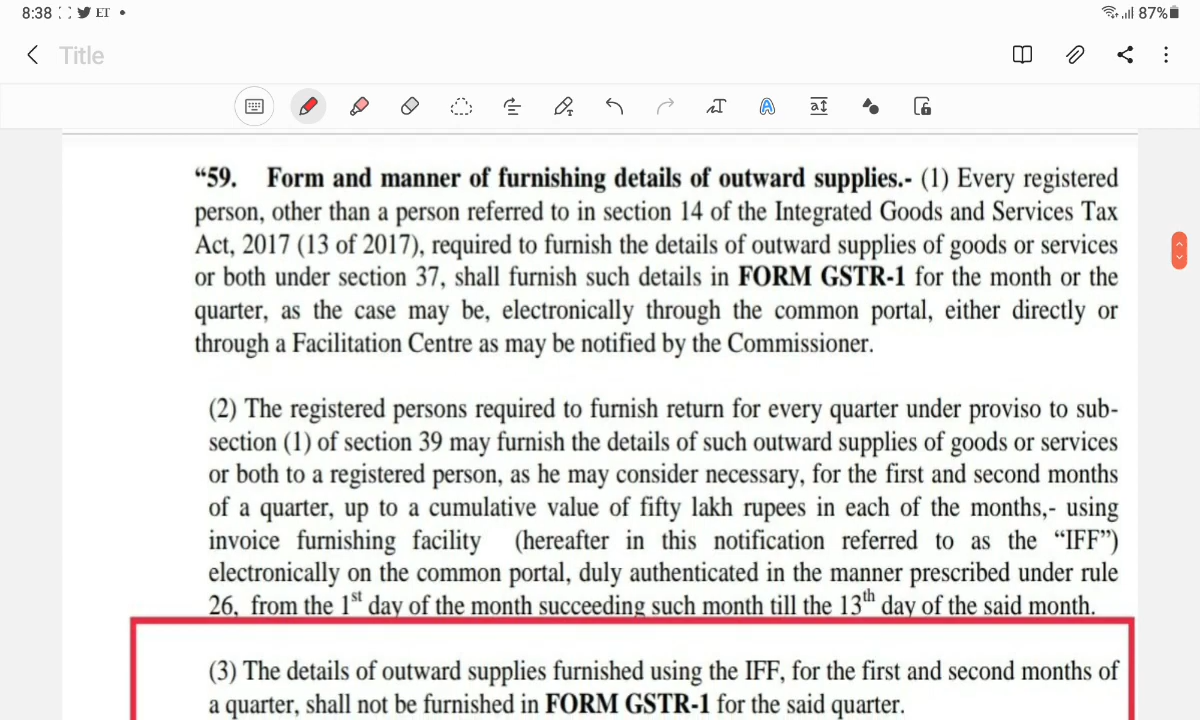 8:38 ET • 87%
Title
“59. Form and manner of furnishing details of outward supplies.- (1) Every registered
person, other than a person referred to in section 14 of the Integrated Goods and Services Tax
Act, 2017 (13 of 2017), required to furnish the details of outward supplies of goods or services
or both under section 37, shall furnish such details in FORM GSTR-1 for the month or the
quarter, as the case may be, electronically through the common portal, either directly or
through a Facilitation Centre as may be notified by the Commissioner.
(2) The registered persons required to furnish return for every quarter under proviso to sub-
section (1) of section 39 may furnish the details of such outward supplies of goods or services
or both to a registered person, as he may consider necessary, for the first and second months
of a quarter, up to a cumulative value of fifty lakh rupees in each of the months,- using
invoice furnishing facility (hereafter in this notification referred to as the “IFF”)
electronically on the common portal, duly authenticated in the manner prescribed under rule
26, from the 1st day of the month succeeding such month till the 13th day of the said month.
(3) The details of outward supplies furnished using the IFF, for the first and second months of
a quarter, shall not be furnished in FORM GSTR-1 for the said quarter.